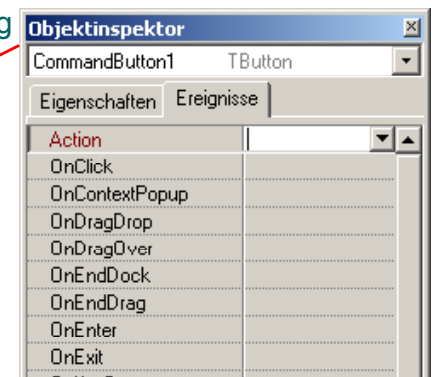 g
Objektinspektor
CommandButton1 TButton
Eigenschaften Ereignisse
Action
OnClick
OnContextPopup
OnDragDrop
OnDragOver
OnEndDock
OnEndDrag
OnEnter
OnExit